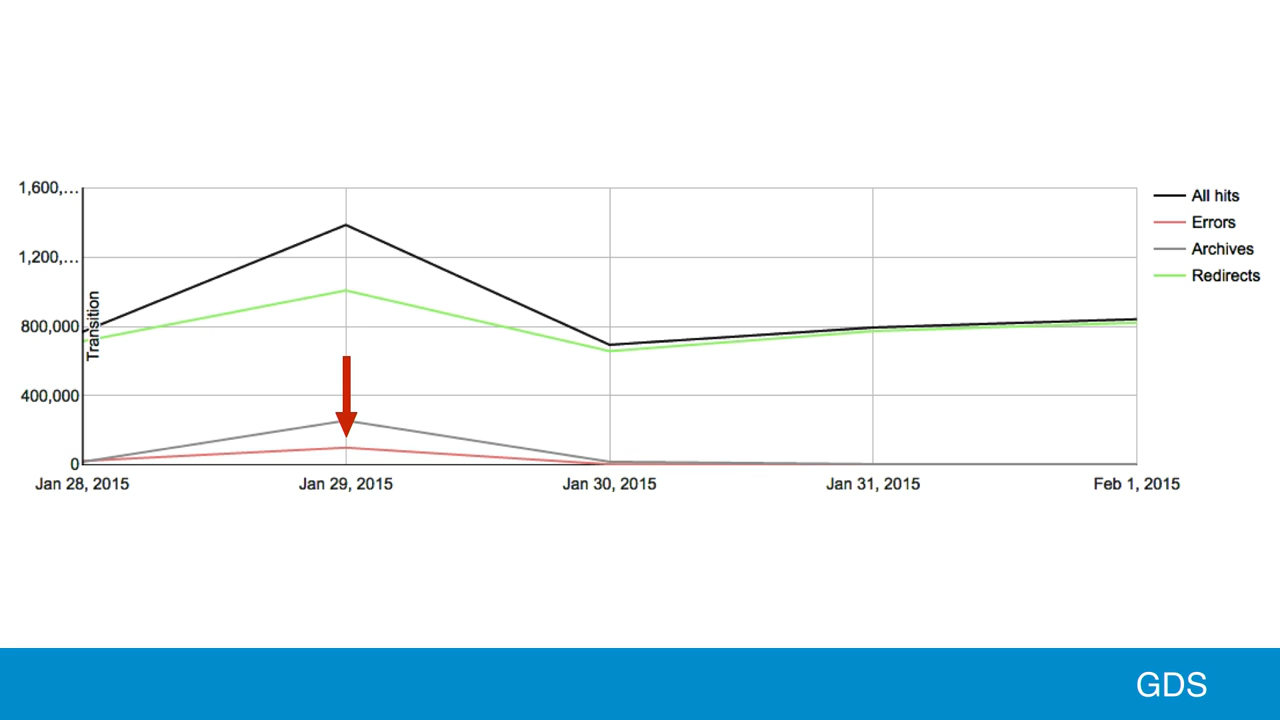 1,600,...
1,200,...
800,000
400,000
0
Transition
Jan 28, 2015
Jan 29, 2015
Jan 30, 2015
Jan 31, 2015
Feb 1, 2015
All hits
Errors
Archives
Redirects
GDS